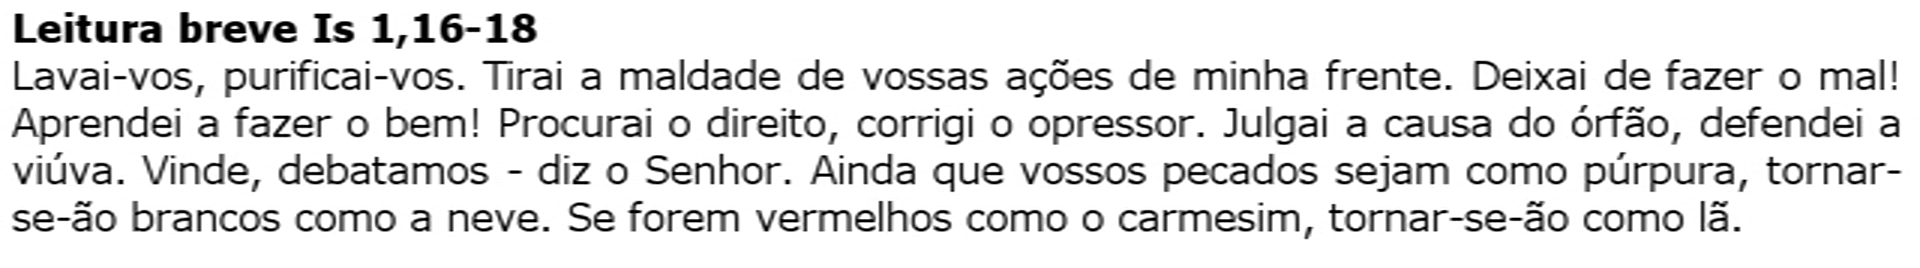 Leitura breve Is 1,16-18
Lavai-vos, purificai-vos. Tirai a maldade de vossas ações de minha frente. Deixai de fazer o mal!
Aprendei a fazer o bem! Procurai o direito, corrigi o opressor. Julgai a causa do órfão, defendei a
viúva. Vinde, debatamos - diz o Senhor. Ainda que vossos pecados sejam como púrpura, tornar-
se-ão brancos como a neve. Se forem vermelhos como o carmesim, tornar-se-ão como lã.